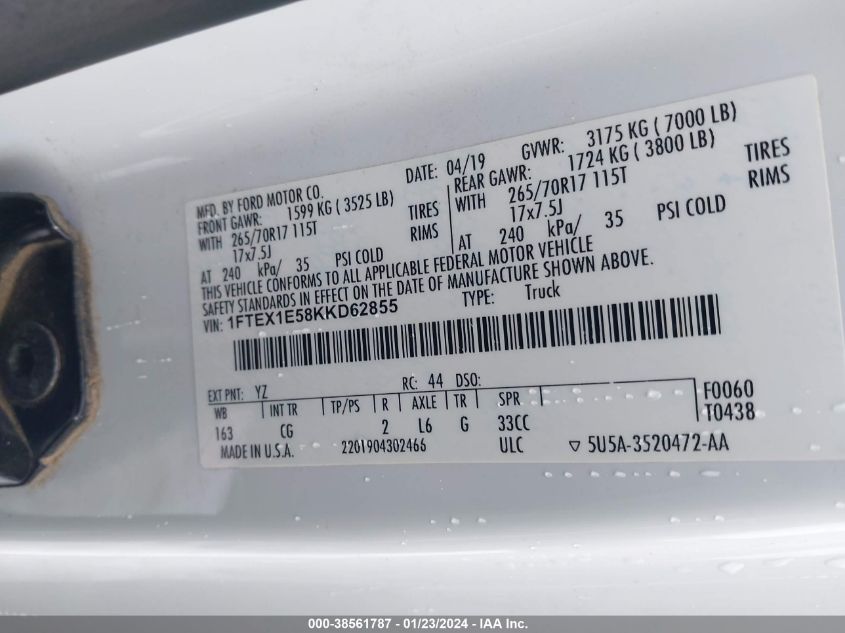 MFD. BY FORD MOTOR CO. DATE: 04/19 GVWR: 3175 KG ( 7000 LB)
FRONT GAWR: 1599 KG ( 3525 LB) REAR GAWR: 1724 KG ( 3800 LB)
WITH 265/70R17 115T TIRES WITH 265/70R17 115T TIRES
17x7.5J RIMS 17x7.5J RIMS
AT 240 kPa/ 35 PSI COLD AT 240 kPa/ 35 PSI COLD
THIS VEHICLE CONFORMS TO ALL APPLICABLE FEDERAL MOTOR VEHICLE
SAFETY STANDARDS IN EFFECT ON THE DATE OF MANUFACTURE SHOWN ABOVE.
VIN: 1FTEX1E58KKD62855 TYPE: Truck
EXT PNT: YZ RC: 44 DSO:
WB INT TR TP/PS R AXLE TR SPR F0060
163 CG 2 L6 G 33CC T0438
MADE IN U.S.A. 2201904302466 ULC ▽ 5U5A-3520472-AA
000-38561787 - 01/23/2024 - IAA Inc.